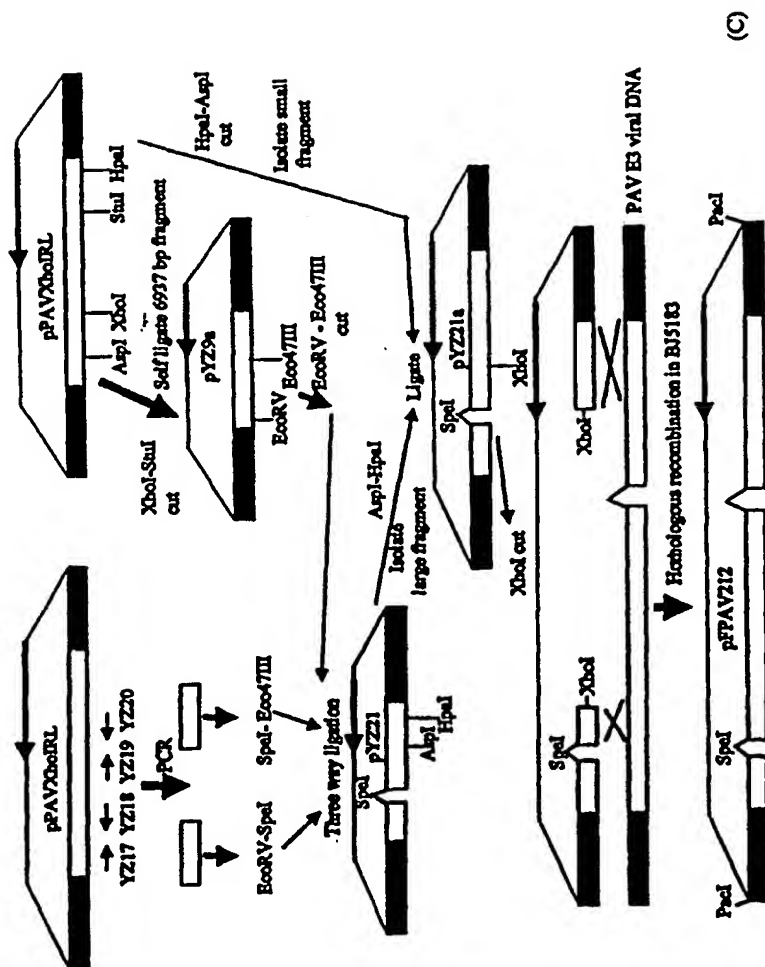 pPAVXhoIRL
YZ17 YZ18 YZ19 YZ20
PCR
EcoRV-SpeI
SpeI- Eco47III
Three way ligation
SpeI
pYZ21
AspI
HpaI
pPAVXhoIRL
AspI XhoI
StuI HpaI
XhoI-StuI
cut
Self ligate 6937 bp fragment
pYZ9a
EcoRV Eco47III
EcoRV - Eco47III
cut
HpaI-AspI
cut
Isolate small
fragment
AspI-HpaI
Isolate
large fragment
Ligate
SpeI
pYZ21a
XhoI
XhoI cut
SpeI
XhoI
XhoI
PAV E3 viral DNA
Homologous recombination in BJ5183
PacI
SpeI
pFPAV212
PacI
(C)